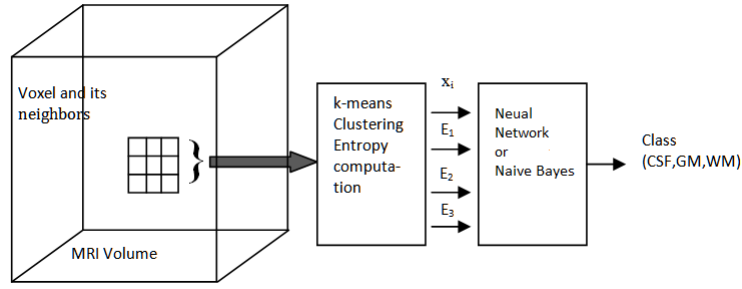 Voxel and its
neighbors
MRI Volume
k-means
Clustering
Entropy
computa-
tion
xᵢ
E₁
E₂
E₃
Neual
Network
or
Naive Bayes
Class
(CSF,GM,WM)